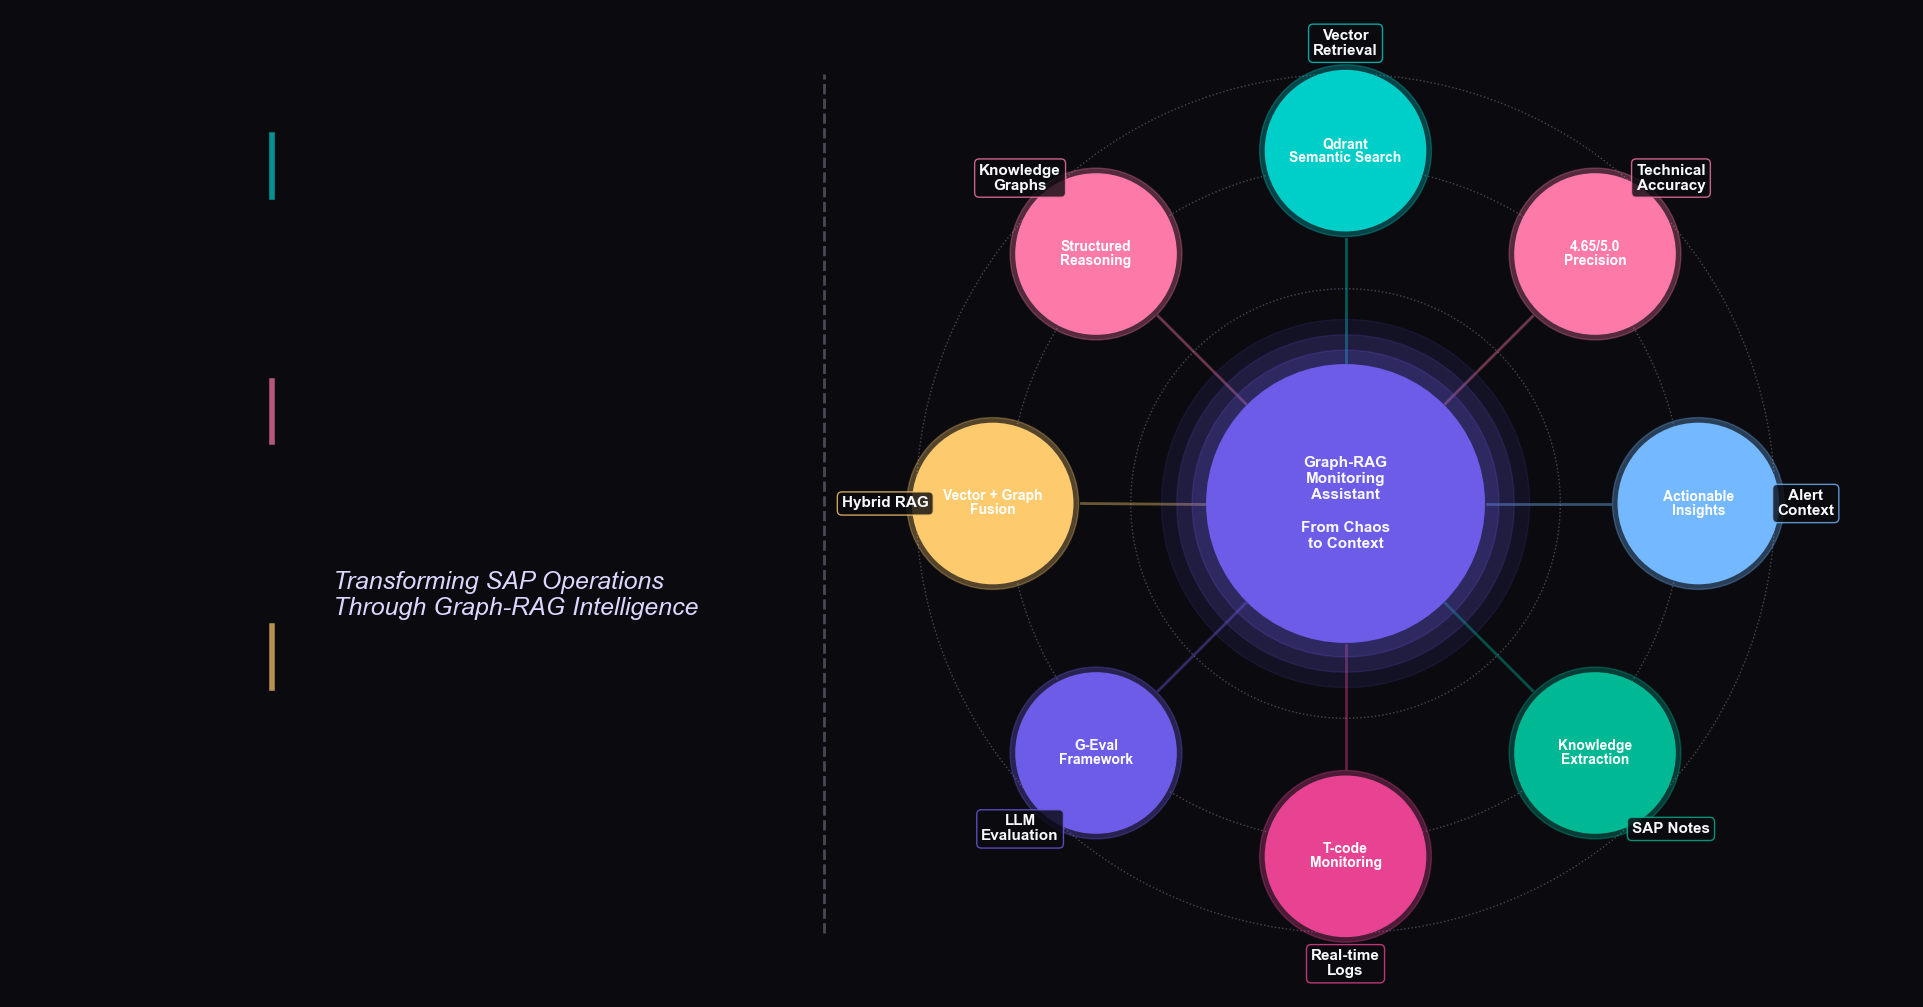 Transforming SAP Operations
Through Graph-RAG Intelligence
Vector
Retrieval
Qdrant
Semantic Search
Knowledge
Graphs
Structured
Reasoning
Technical
Accuracy
4.65/5.0
Precision
Hybrid RAG
Vector + Graph
Fusion
Graph-RAG
Monitoring
Assistant
From Chaos
to Context
Actionable
Insights
Alert
Context
G-Eval
Framework
LLM
Evaluation
Knowledge
Extraction
SAP Notes
T-code
Monitoring
Real-time
Logs